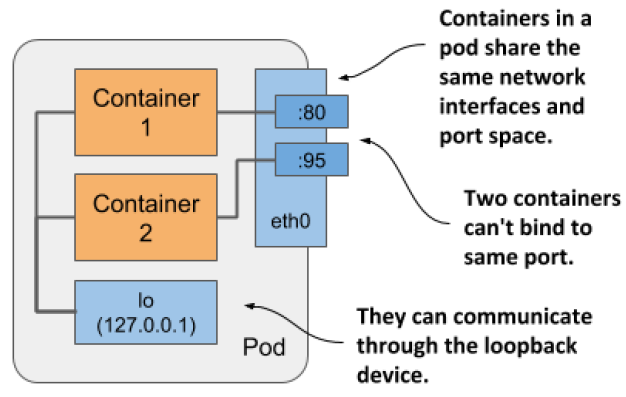 Containers in a
pod share the
same network
interfaces and
port space.
Container
1
:80
:95
Two containers
can't bind to
same port.
Container
2
eth0
lo
(127.0.0.1)
They can communicate
through the loopback
device.
Pod